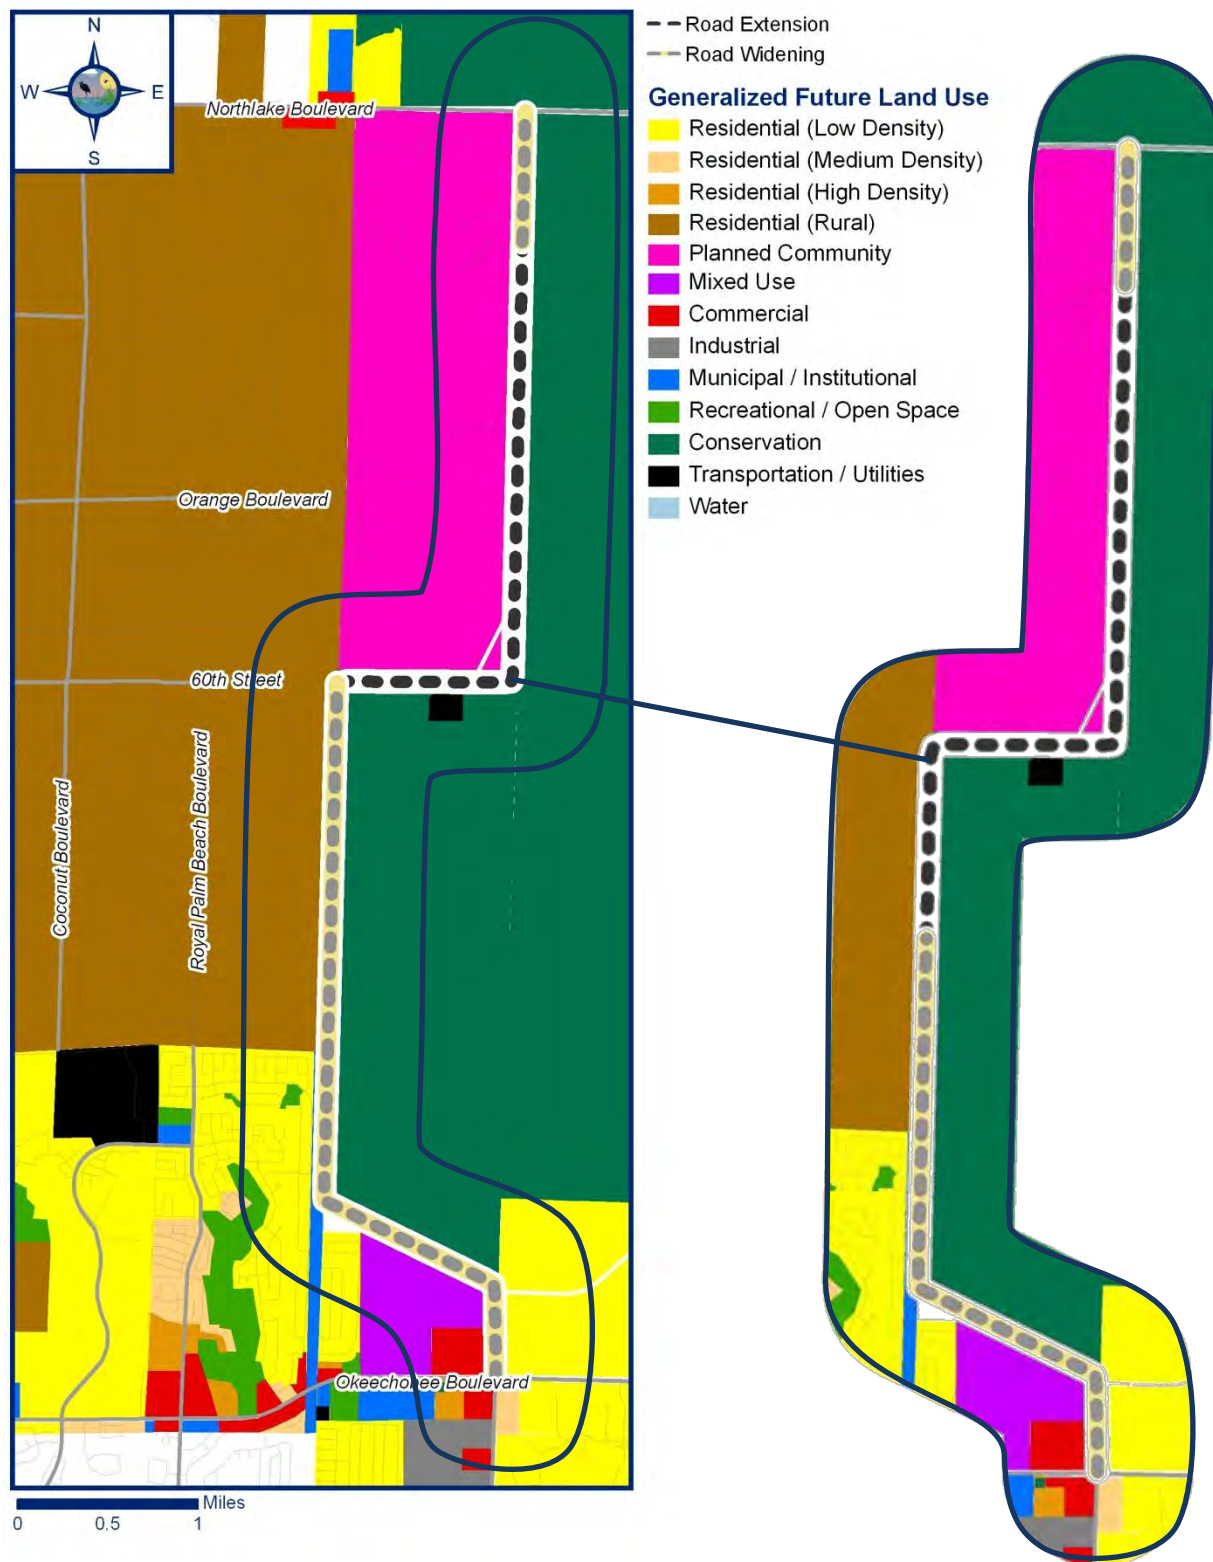 N
W
E
S
Road Extension
Road Widening
Generalized Future Land Use
Residential (Low Density)
Residential (Medium Density)
Residential (High Density)
Residential (Rural)
Planned Community
Mixed Use
Commercial
Industrial
Municipal / Institutional
Recreational / Open Space
Conservation
Transportation / Utilities
Water
Northlake Boulevard
Orange Boulevard
60th Street
Coconut Boulevard
Royal Palm Beach Boulevard
Okeechobee Boulevard
Miles
0 0.5 1